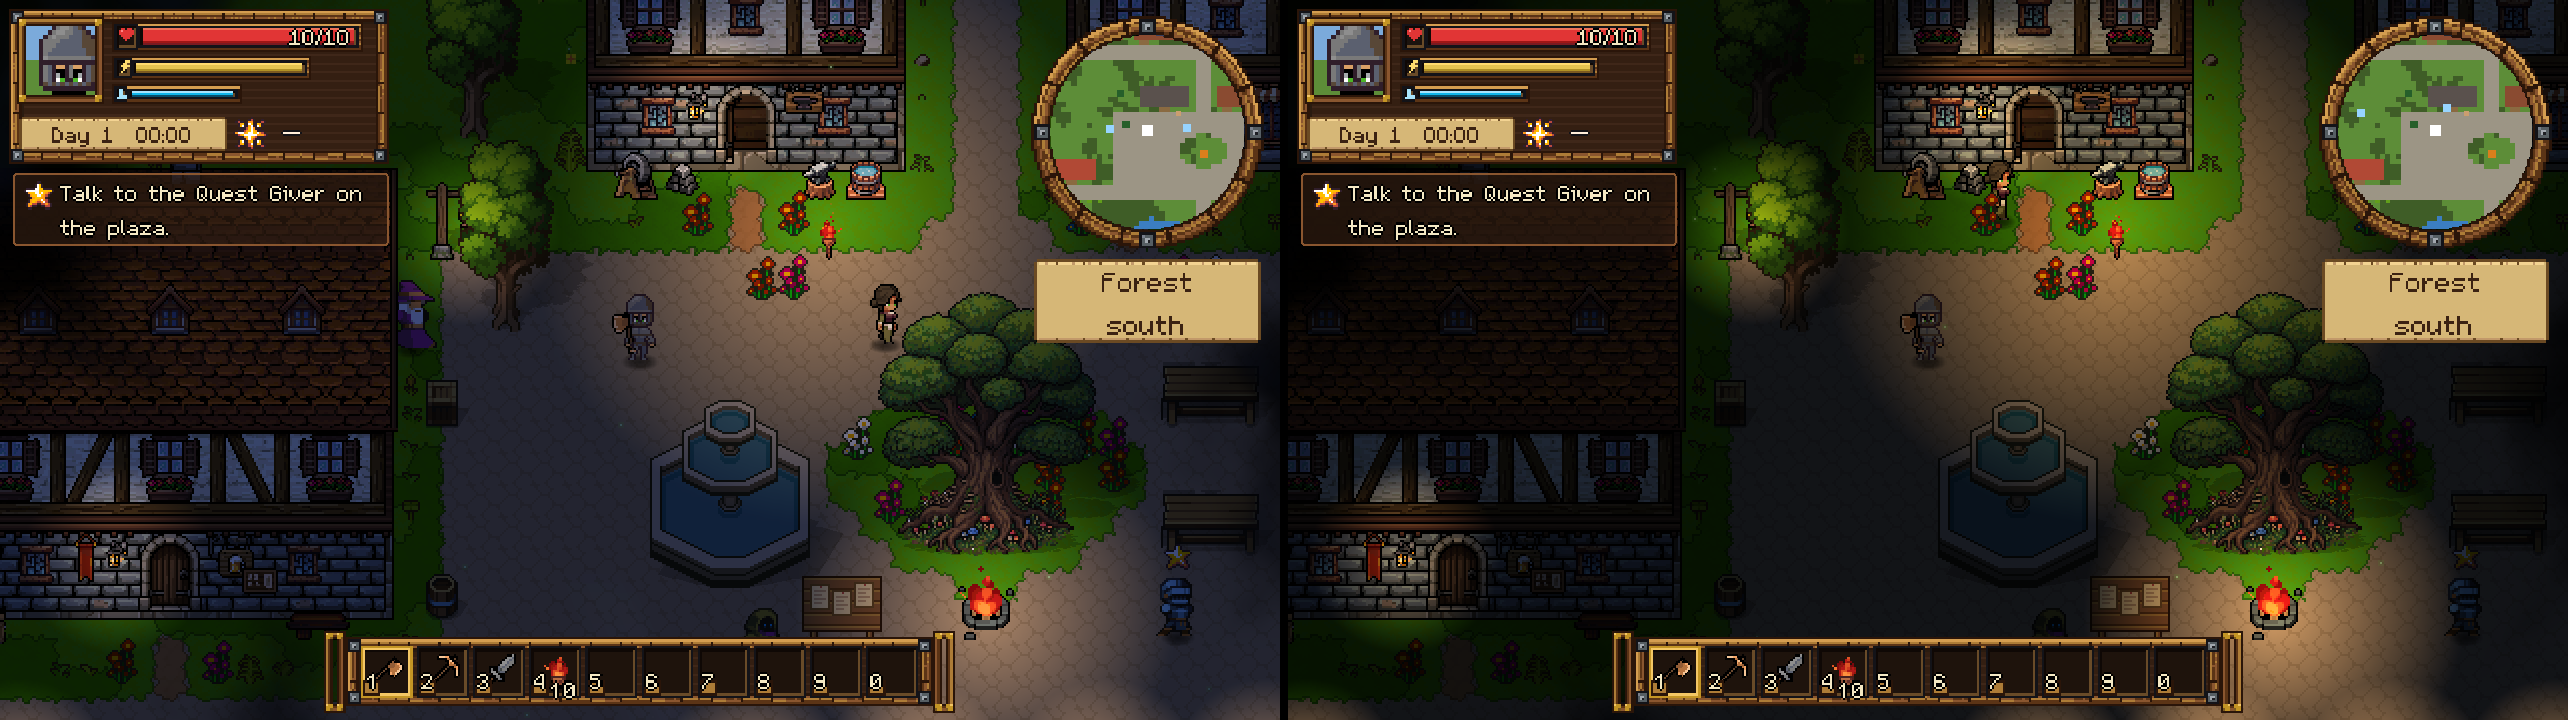 10/10
Day 1 00:00
Talk to the Quest Giver on
the plaza.
Forest
south
1 2 3 4 10 5 6 7 8 9 0
10/10
Day 1 00:00
Talk to the Quest Giver on
the plaza.
Forest
south
1 2 3 4 10 5 6 7 8 9 0